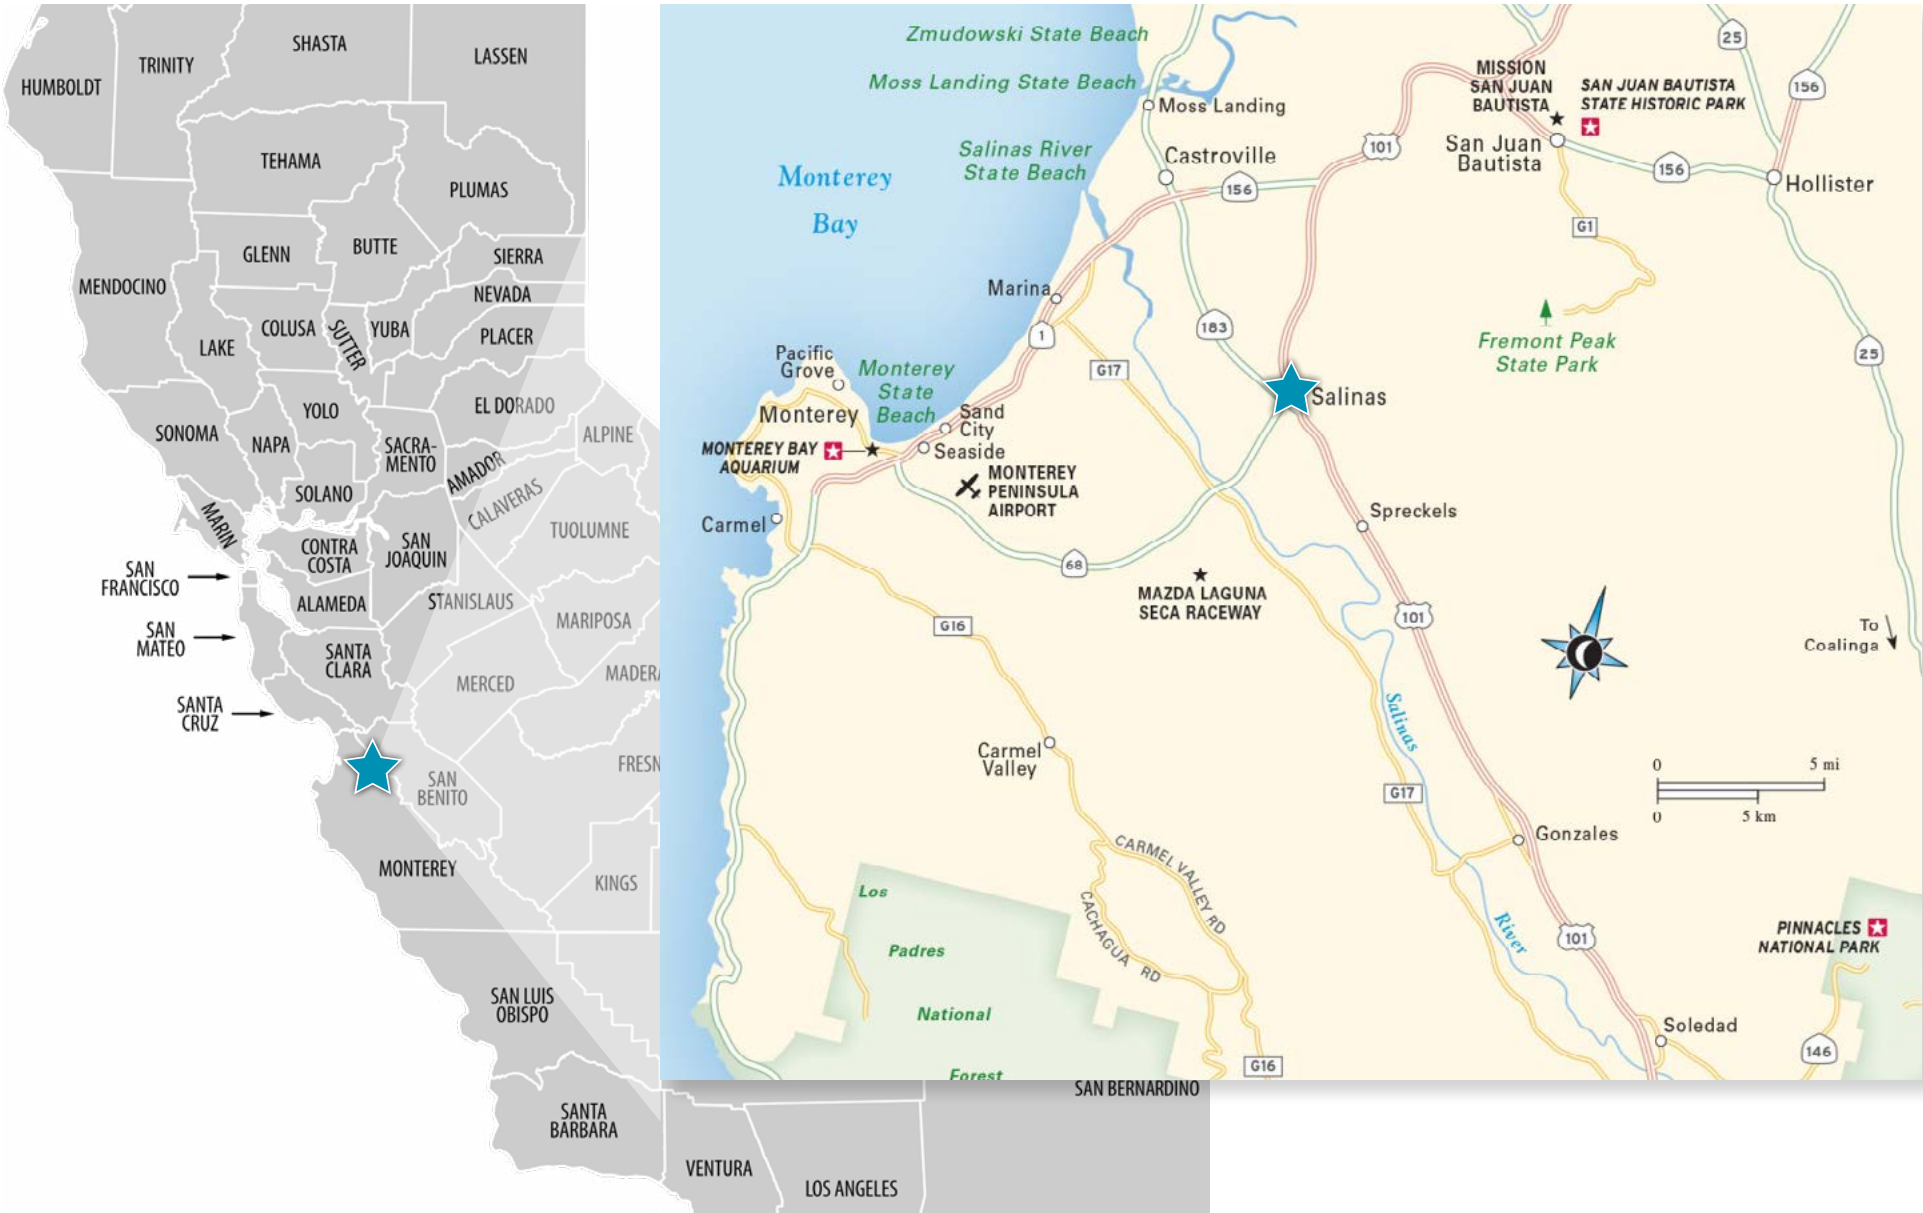 SHASTA
LASSEN
TRINITY
HUMBOLDT
TEHAMA
PLUMAS
GLENN
BUTTE
SIERRA
MENDOCINO
NEVADA
COLUSA
SUTTER
YUBA
PLACER
LAKE
YOLO
EL DORADO
SONOMA
NAPA
SACRA-
MENTO
ALPINE
AMADOR
SOLANO
CALAVERAS
MARIN
TUOLUMNE
CONTRA
COSTA
SAN
JOAQUIN
SAN
FRANCISCO
ALAMEDA
STANISLAUS
MARIPOSA
SAN
MATEO
SANTA
CLARA
MERCED
MADERA
SANTA
CRUZ
FRESN
SAN
BENITO
MONTEREY
KINGS
SAN LUIS
OBISPO
SANTA
BARBARA
VENTURA
LOS ANGELES
SAN BERNARDINO
Zmudowski State Beach
Moss Landing State Beach
Moss Landing
Salinas River
State Beach
Castroville
Monterey
Bay
156
101
MISSION
SAN JUAN
BAUTISTA
SAN JUAN BAUTISTA
STATE HISTORIC PARK
San Juan
Bautista
25
156
156
Hollister
G1
Marina
1
183
Fremont Peak
State Park
25
Pacific
Grove
Monterey
State
Beach
G17
Salinas
Monterey
Sand
City
Seaside
MONTEREY BAY
AQUARIUM
MONTEREY
PENINSULA
AIRPORT
Carmel
Spreckels
68
MAZDA LAGUNA
SECA RACEWAY
101
G16
To
Coalinga
Salinas
Carmel
Valley
0
5 mi
0
5 km
G17
Gonzales
CARMEL VALLEY RD
CACHAGUA RD
Los
Padres
National
Forest
River
101
PINNACLES
NATIONAL PARK
Soledad
146
G16